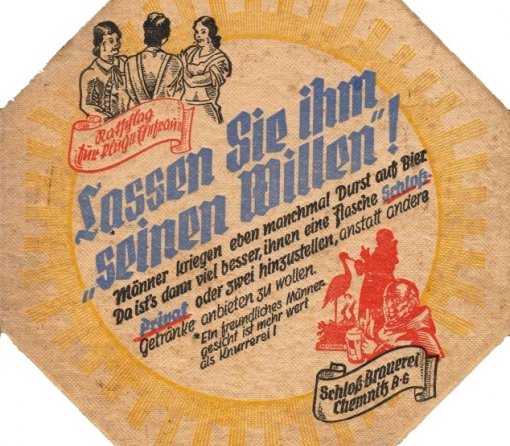 Ratschlag
für kluge Ehefrau'n
Lassen Sie ihm
„seinen Willen"!
Männer kriegen eben manchmal Durst auf Bier
Da ist's dann viel besser, ihnen eine Flasche Schloß-
Privat oder zwei hinzustellen, anstatt andere
Getränke anbieten zu wollen.
*Ein freundliches Männer-
gesicht ist mehr wert
als Knurrerei!
Schloß-Brauerei
Chemnitz A-G